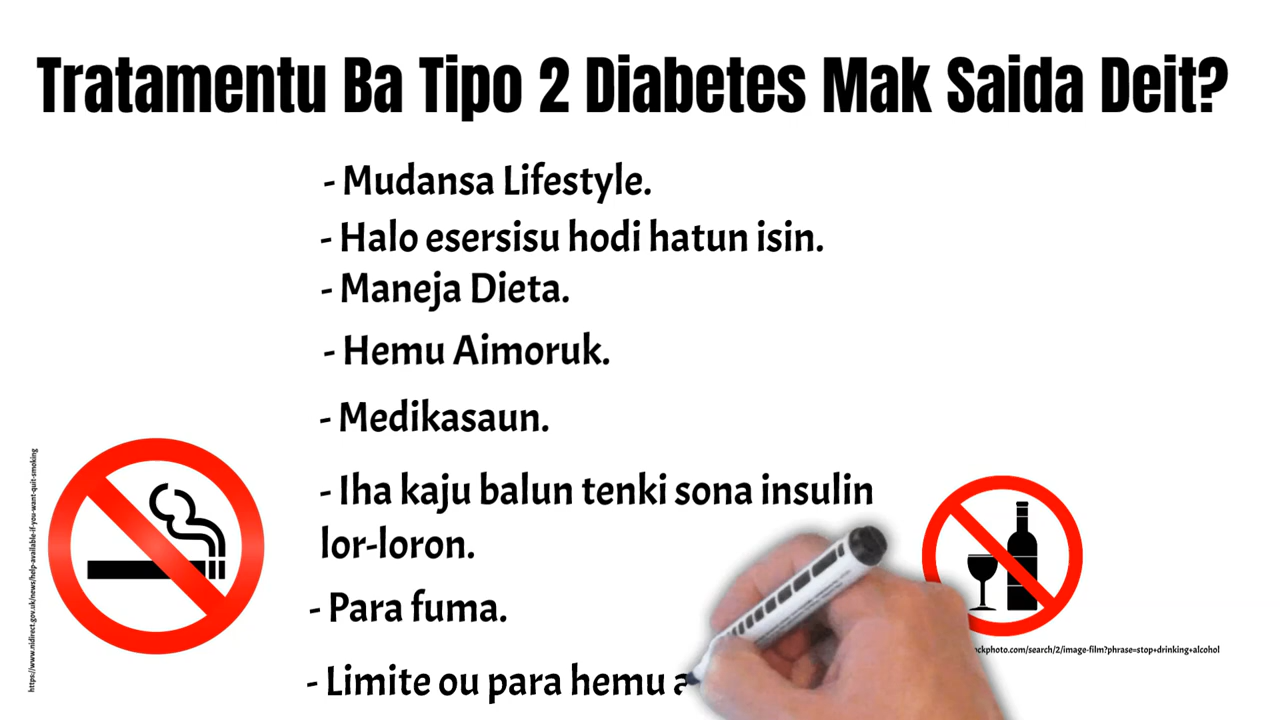 Tratamentu Ba Tipo 2 Diabetes Mak Saida Deit?
- Mudansa Lifestyle.
- Halo esersisu hodi hatun isin.
- Maneja Dieta.
- Hemu Aimoruk.
- Medikasaun.
- Iha kaju balun tenki sona insulin
lor-loron.
- Para fuma.
- Limite ou para hemu a
https://www.nidirect.gov.uk/news/help-available-if-you-want-quit-smoking
ockphoto.com/search/2/image-film?phrase=stop+drinking+alcohol